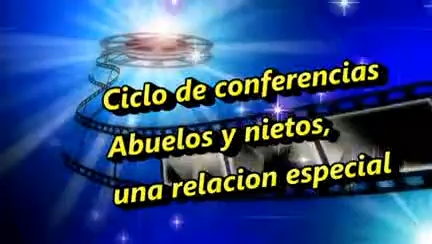 Ciclo de conferencias
Abuelos y nietos,
una relacion especial